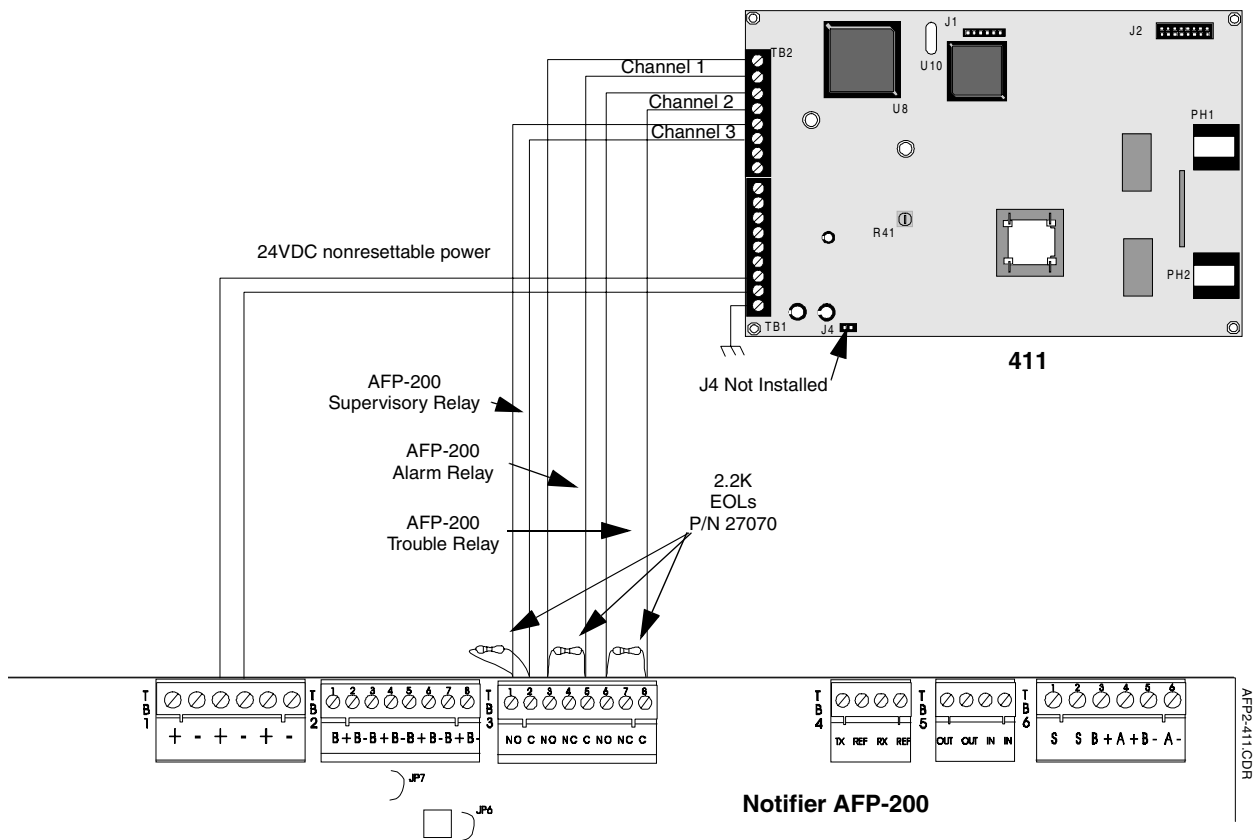 J1
J2
TB2
Channel 1
U10
Channel 2
U8
Channel 3
PH1
R41
24VDC nonresettable power
PH2
TB1
J4
411
J4 Not Installed
AFP-200
Supervisory Relay
AFP-200
Alarm Relay
2.2K
EOLs
P/N 27070
AFP-200
Trouble Relay
TB1
+ - + - + -
TB2
1 2 3 4 5 6 7 8
B+B-B+B-B+B-B+B-
TB3
1 2 3 4 5 6 7 8
NO C NO NC C NO NC C
TB4
TX REF RX REF
TB5
OUT OUT IN IN
TB6
1 2 3 4 5 6
S S B+ A+ B- A-
JP7
JP6
Notifier AFP-200
AFP2-411.CDR